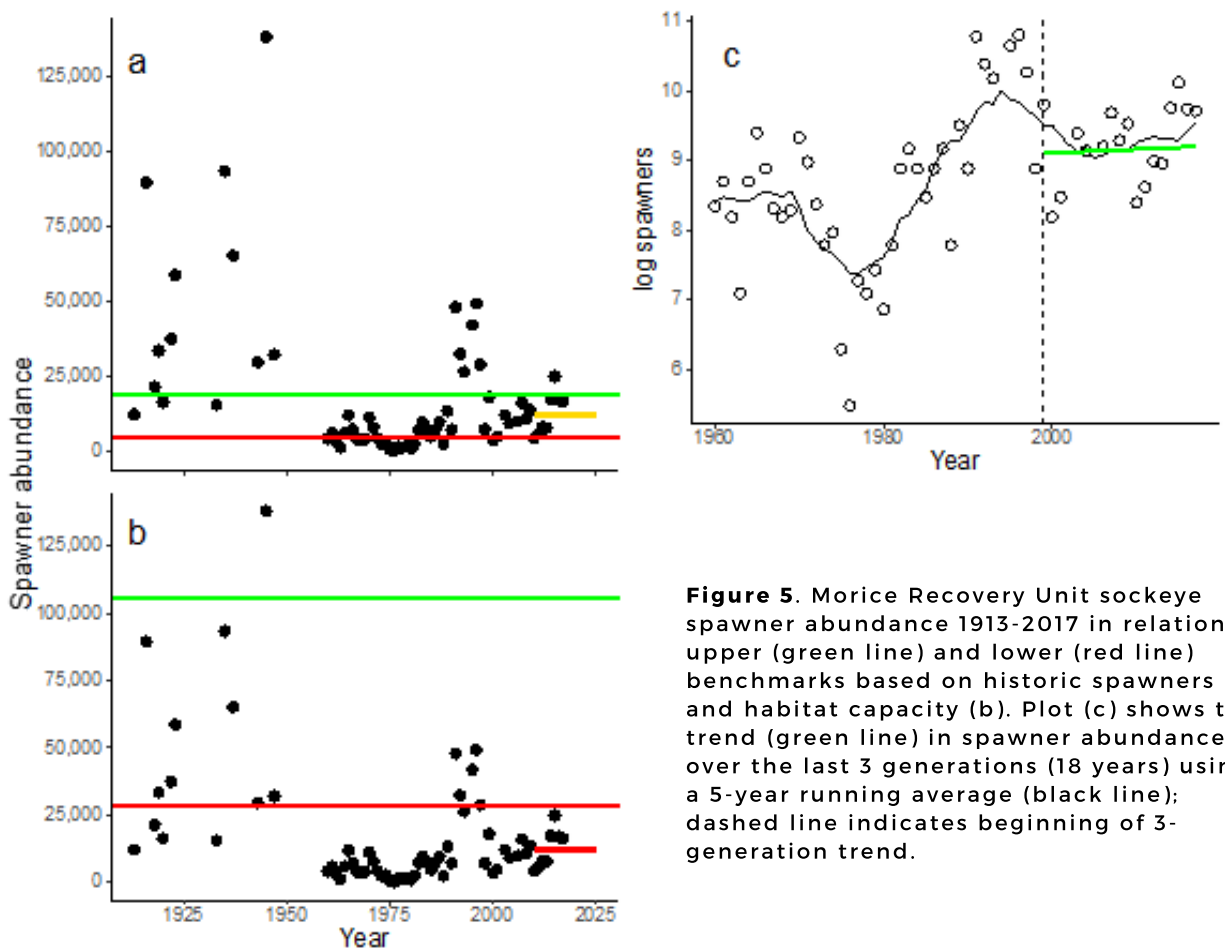 a
125,000
100,000
75,000
50,000
25,000
0
b
125,000
100,000
75,000
50,000
25,000
0
Spawner abundance
1925
1950
1975
2000
2025
Year
c
11
10
9
8
7
6
log spawners
1960
1980
2000
Year
Figure 5. Morice Recovery Unit sockeye
spawner abundance 1913-2017 in relation
upper (green line) and lower (red line)
benchmarks based on historic spawners
and habitat capacity (b). Plot (c) shows
trend (green line) in spawner abundance
over the last 3 generations (18 years)
a 5-year running average (black line);
dashed line indicates beginning of 3-
generation trend.